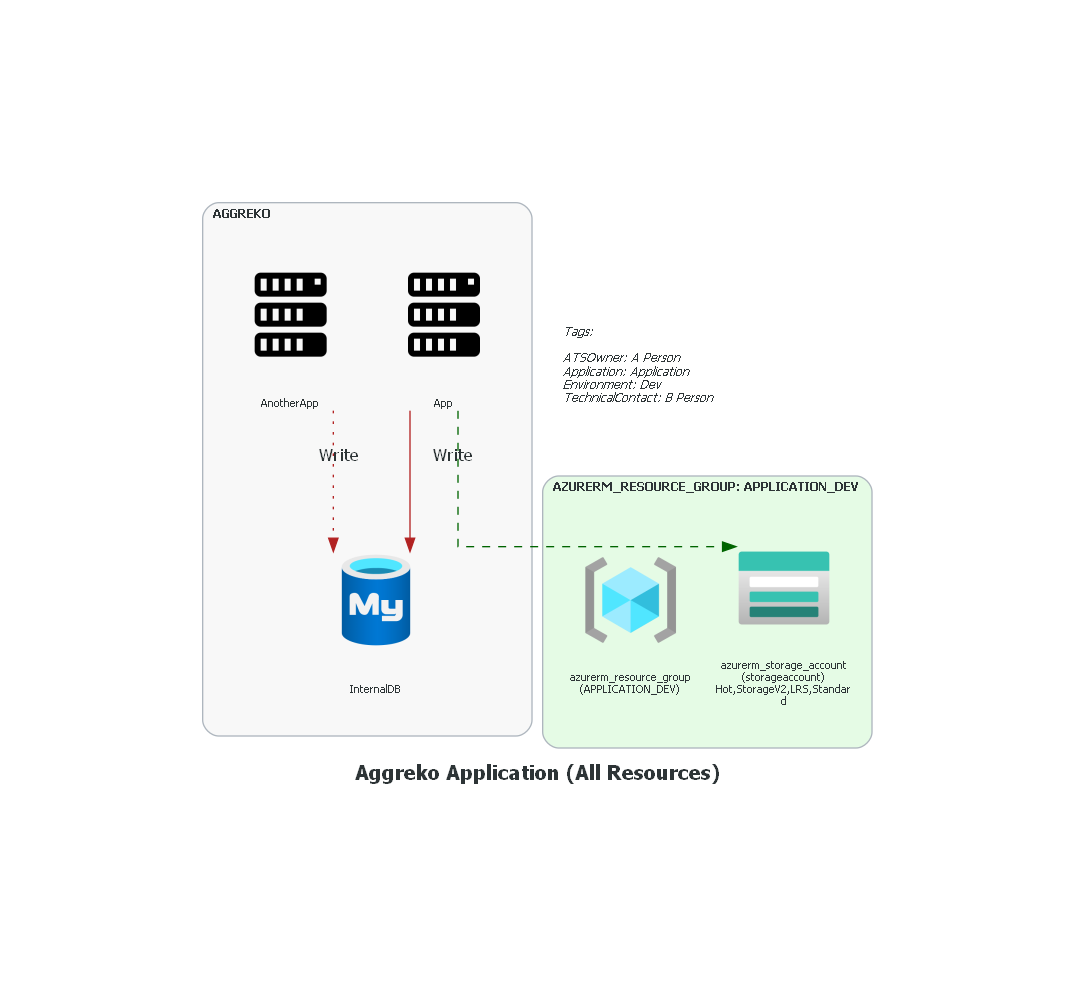 AGGREKO
AnotherApp
App
Write
Write
My
InternalDB
Tags:
ATSOwner: A Person
Application: Application
Environment: Dev
TechnicalContact: B Person
AZURERM_RESOURCE_GROUP: APPLICATION_DEV
azurerm_resource_group
(APPLICATION_DEV)
azurerm_storage_account
(storageaccount)
Hot,StorageV2,LRS,Standar
d
Aggreko Application (All Resources)